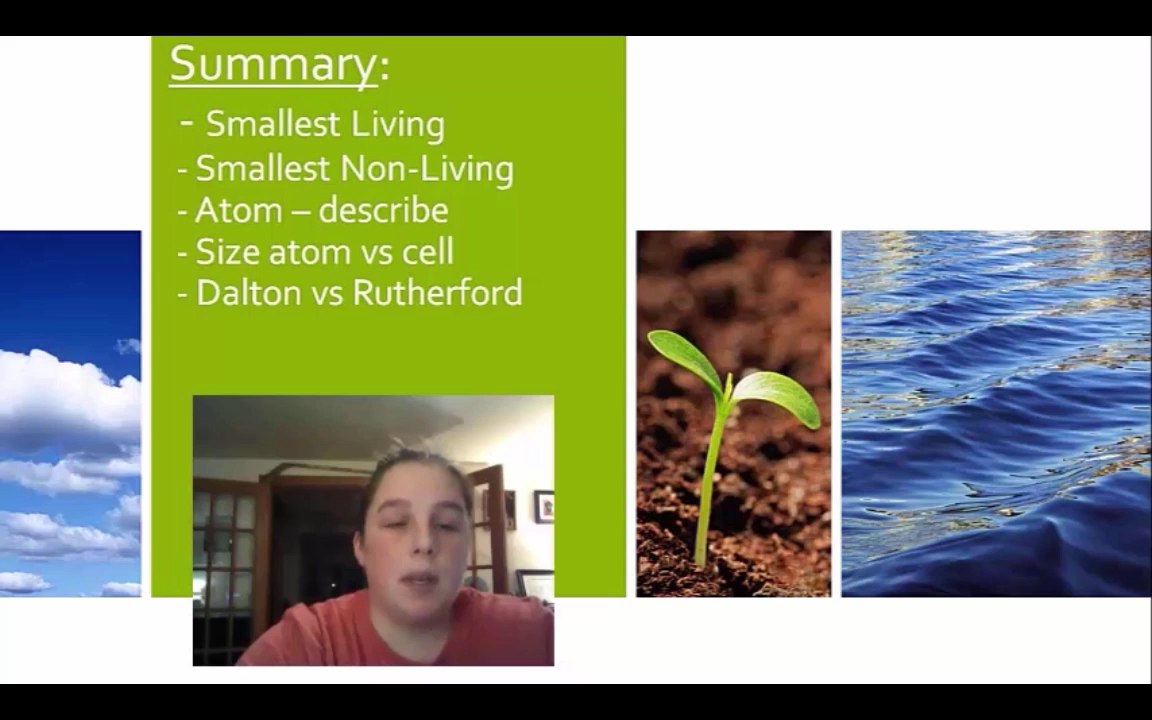 Summary:
- Smallest Living
- Smallest Non-Living
- Atom – describe
- Size atom vs cell
- Dalton vs Rutherford